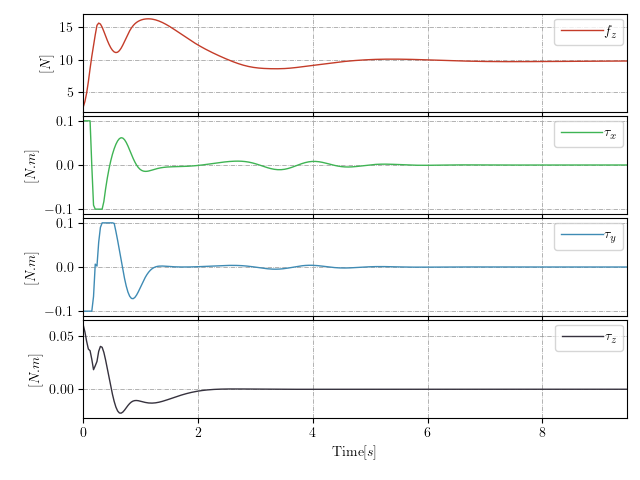 15
10
5
[N]
f_z
0.1
0.0
−0.1
[N.m]
τ_x
0.1
0.0
−0.1
[N.m]
τ_y
0.05
0.00
[N.m]
τ_z
0 2 4 6 8
Time[s]